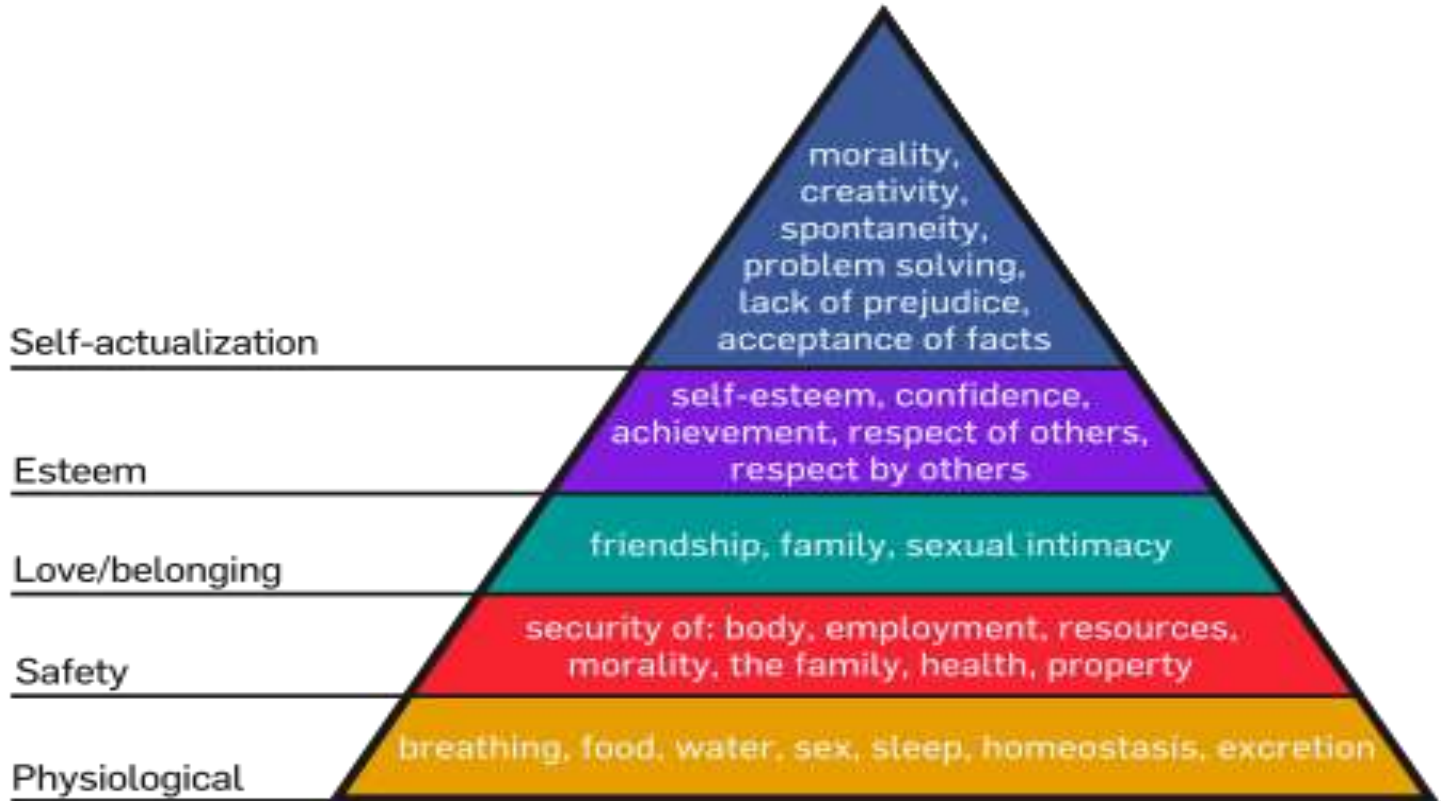 morality,
creativity,
spontaneity,
problem solving,
lack of prejudice,
acceptance of facts
Self-actualization
self-esteem, confidence,
achievement, respect of others,
respect by others
Esteem
friendship, family, sexual intimacy
Love/belonging
security of: body, employment, resources,
morality, the family, health, property
Safety
breathing, food, water, sex, sleep, homeostasis, excretion
Physiological